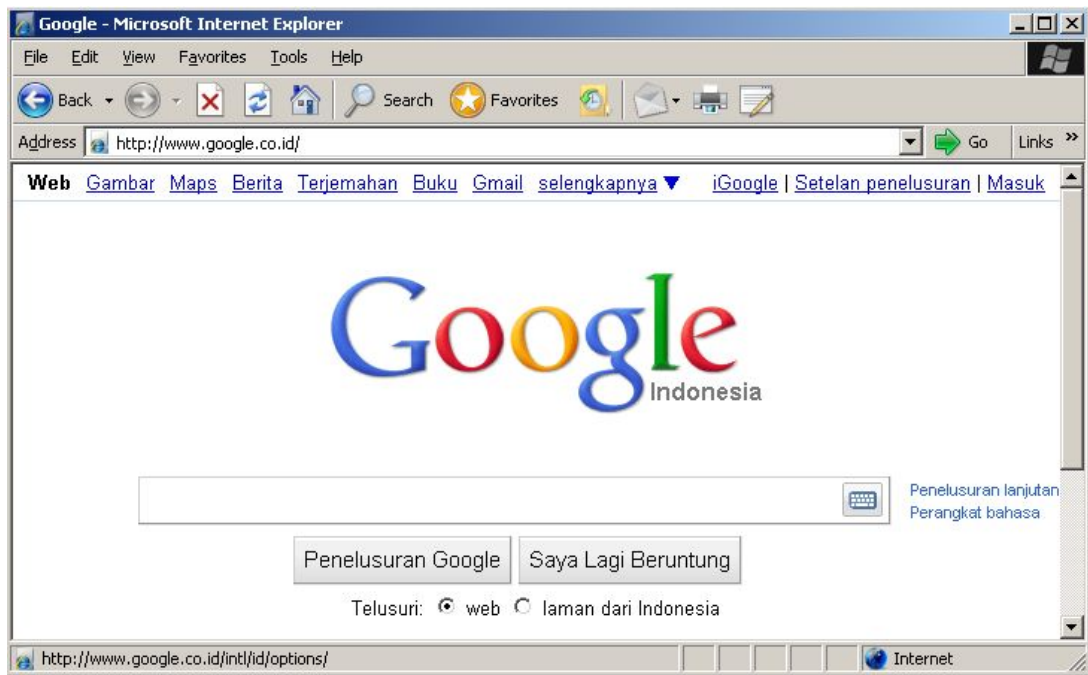 Google - Microsoft Internet Explorer
File Edit View Favorites Tools Help
Back Search Favorites
Address http://www.google.co.id/ Go Links »
Web Gambar Maps Berita Terjemahan Buku Gmail selengkapnya ▼ iGoogle | Setelan penelusuran | Masuk
Google
Indonesia
Penelusuran lanjutan
Perangkat bahasa
Penelusuran Google Saya Lagi Beruntung
Telusuri: web laman dari Indonesia
http://www.google.co.id/intl/id/options/ Internet